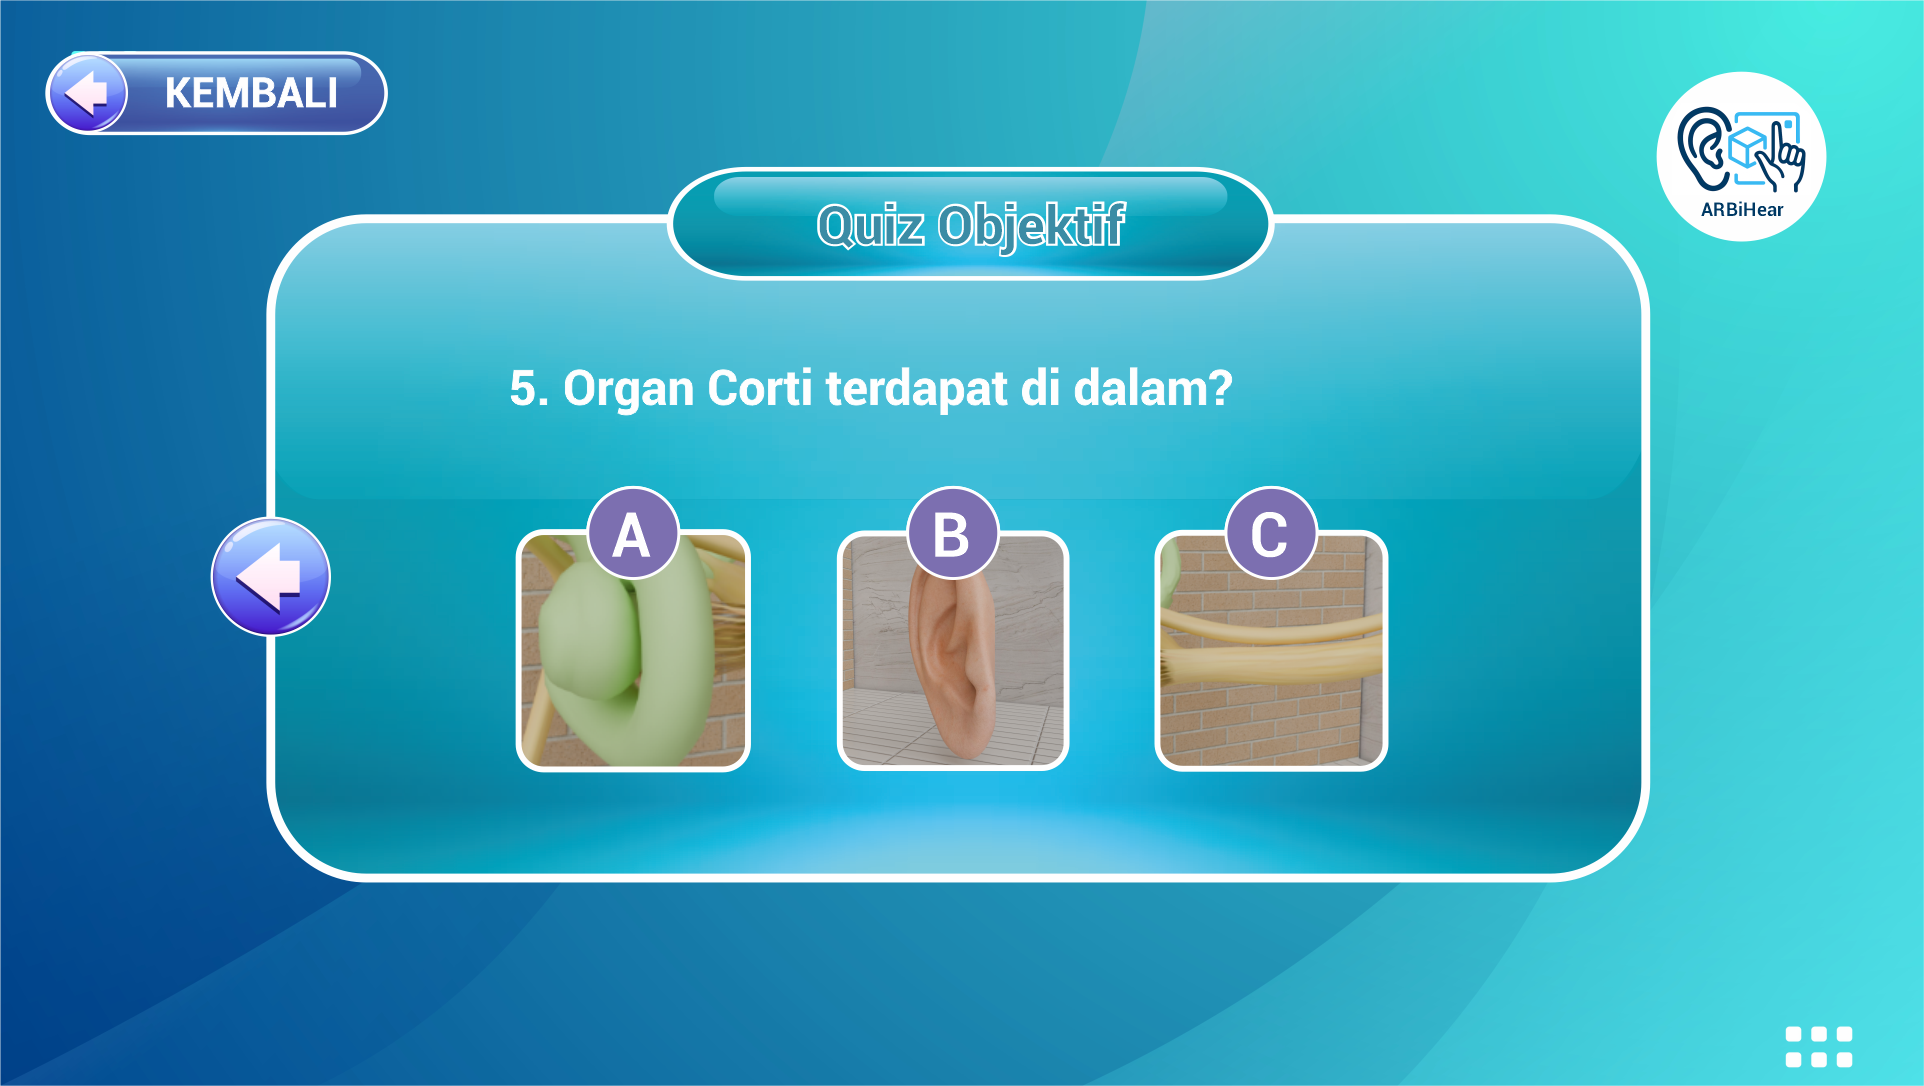 KEMBALI
ARBiHear
Quiz Objektif
5. Organ Corti terdapat di dalam?
A
B
C